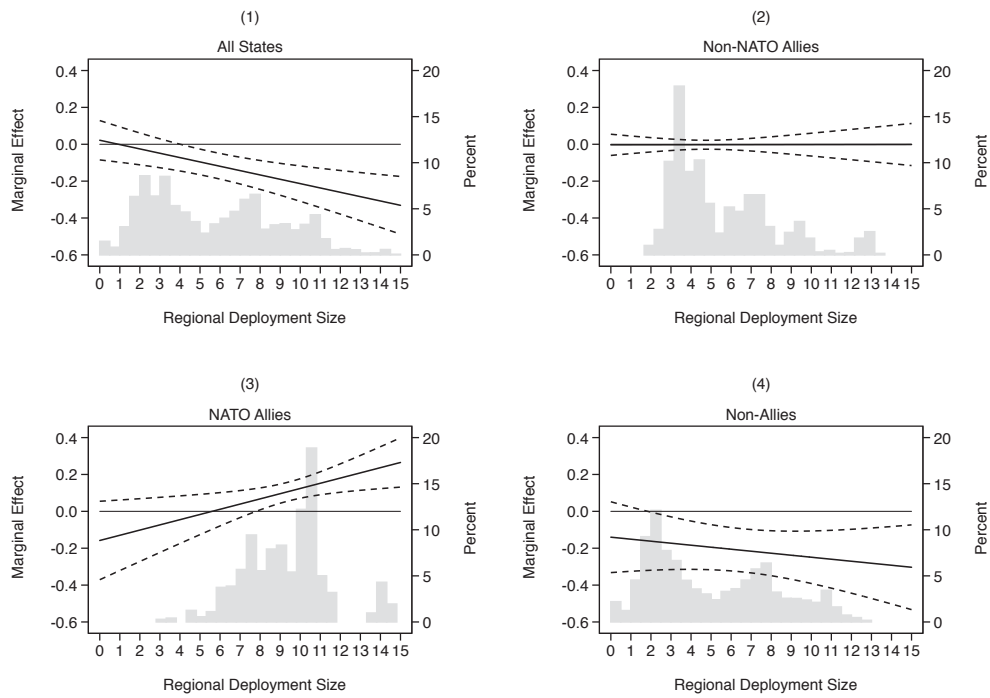 (1)
All States
0.4
0.2
0.0
-0.2
-0.4
-0.6
Marginal Effect
20
15
10
5
0
Percent
0 1 2 3 4 5 6 7 8 9 10 11 12 13 14 15
Regional Deployment Size
(2)
Non-NATO Allies
0.4
0.2
0.0
-0.2
-0.4
-0.6
Marginal Effect
20
15
10
5
0
Percent
0 1 2 3 4 5 6 7 8 9 10 11 12 13 14 15
Regional Deployment Size
(3)
NATO Allies
0.4
0.2
0.0
-0.2
-0.4
-0.6
Marginal Effect
20
15
10
5
0
Percent
0 1 2 3 4 5 6 7 8 9 10 11 12 13 14 15
Regional Deployment Size
(4)
Non-Allies
0.4
0.2
0.0
-0.2
-0.4
-0.6
Marginal Effect
20
15
10
5
0
Percent
0 1 2 3 4 5 6 7 8 9 10 11 12 13 14 15
Regional Deployment Size